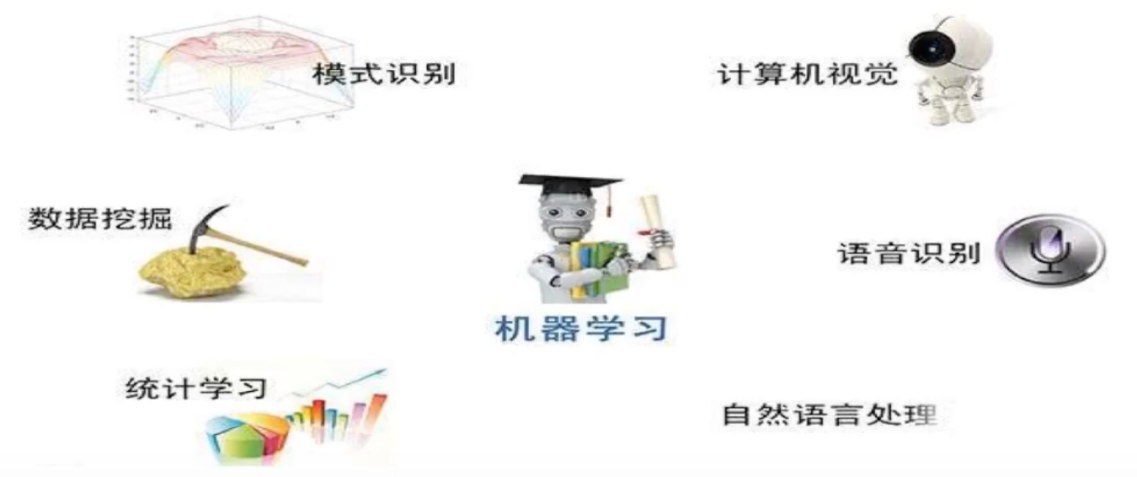 模式识别
计算机视觉
数据挖掘
语音识别
机器学习
统计学习
自然语言处理